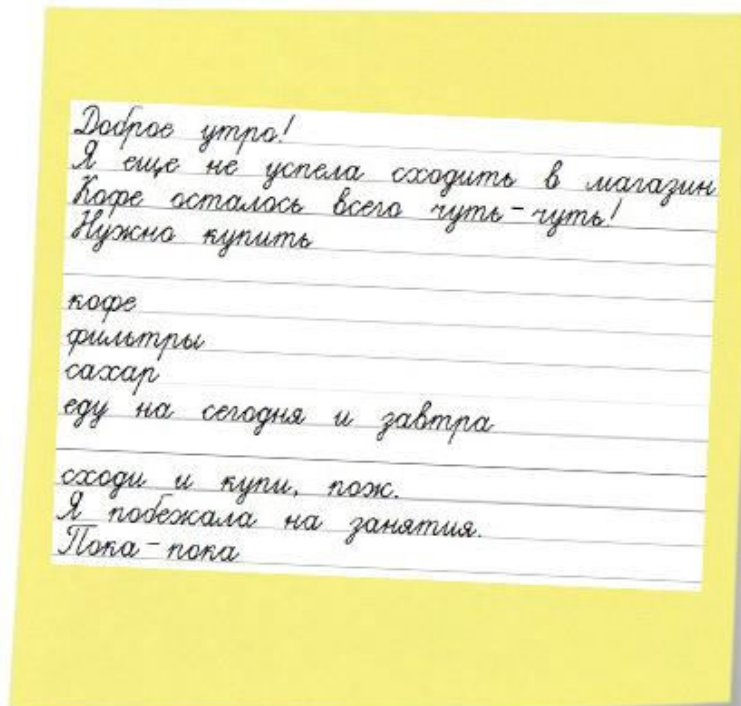 Доброе утро!
Я еще не успела сходить в магазин
Кофе осталось всего чуть-чуть!
Нужно купить
кофе
фильтры
сахар
еду на сегодня и завтра
сходи и купи, пож.
Я побежала на занятия.
Пока-пока